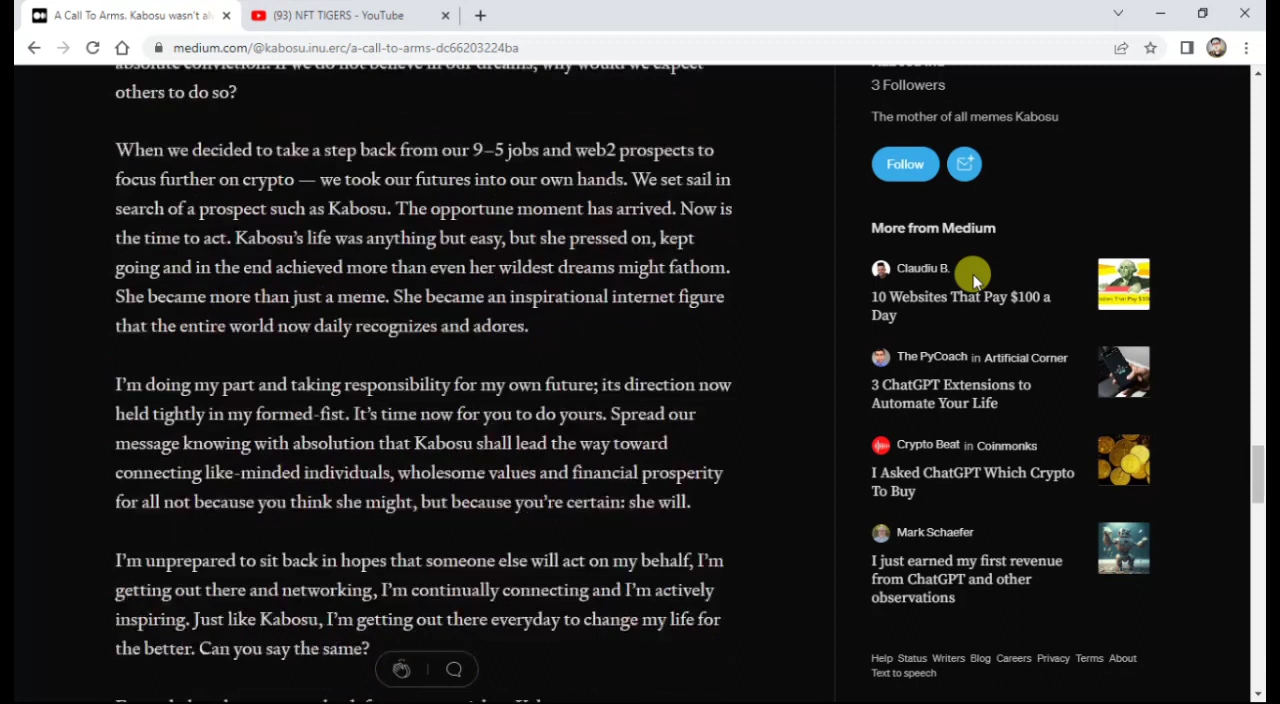 A Call To Arms. Kabosu wasn't al
(93) NFT TIGERS - YouTube
medium.com/@kabosu.inu.erc/a-call-to-arms-dc66203224ba
absolute conviction. If we do not believe in our dreams, why would we expect
others to do so?
When we decided to take a step back from our 9–5 jobs and web2 prospects to
focus further on crypto — we took our futures into our own hands. We set sail in
search of a prospect such as Kabosu. The opportune moment has arrived. Now is
the time to act. Kabosu's life was anything but easy, but she pressed on, kept
going and in the end achieved more than even her wildest dreams might fathom.
She became more than just a meme. She became an inspirational internet figure
that the entire world now daily recognizes and adores.
I'm doing my part and taking responsibility for my own future; its direction now
held tightly in my formed-fist. It's time now for you to do yours. Spread our
message knowing with absolution that Kabosu shall lead the way toward
connecting like-minded individuals, wholesome values and financial prosperity
for all not because you think she might, but because you're certain: she will.
I'm unprepared to sit back in hopes that someone else will act on my behalf, I'm
getting out there and networking, I'm continually connecting and I'm actively
inspiring. Just like Kabosu, I'm getting out there everyday to change my life for
the better. Can you say the same?
3 Followers
The mother of all memes Kabosu
Follow
More from Medium
Claudiu B.
10 Websites That Pay $100 a
Day
The PyCoach in Artificial Corner
3 ChatGPT Extensions to
Automate Your Life
Crypto Beat in Coinmonks
I Asked ChatGPT Which Crypto
To Buy
Mark Schaefer
I just earned my first revenue
from ChatGPT and other
observations
Help Status Writers Blog Careers Privacy Terms About
Text to speech